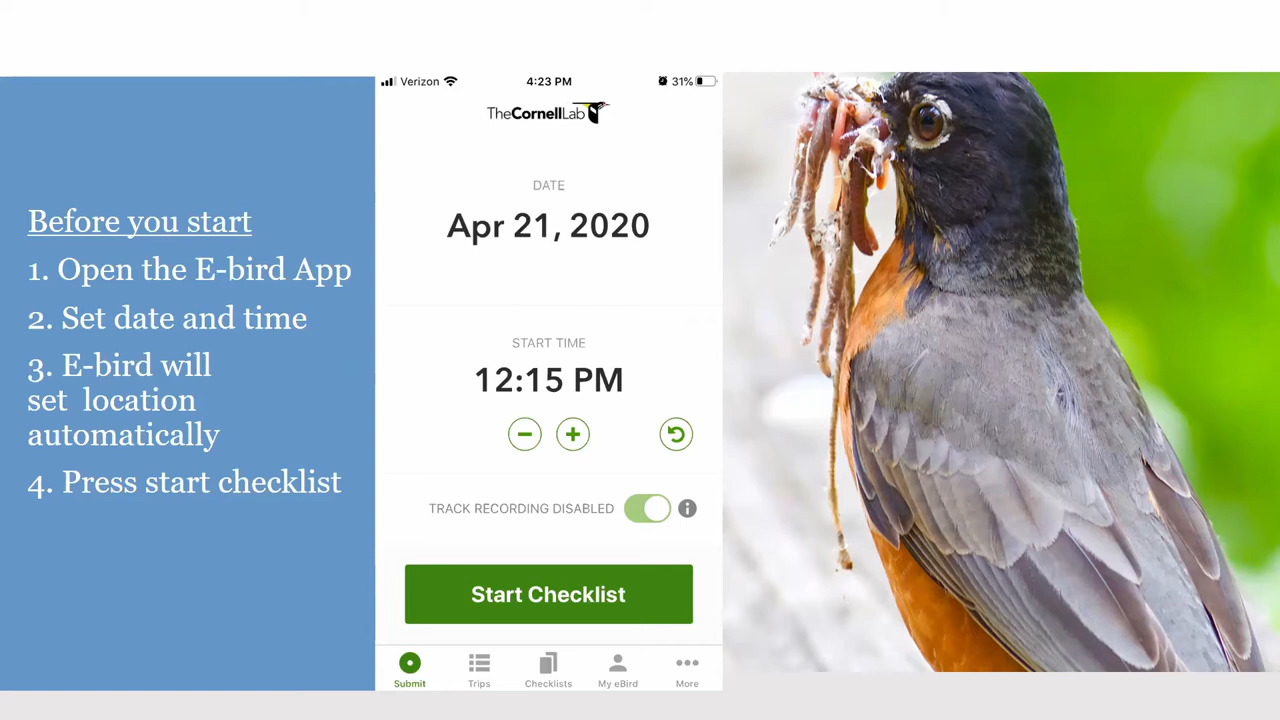 Before you start
1. Open the E-bird App
2. Set date and time
3. E-bird will
set location
automatically
4. Press start checklist
Verizon 4:23 PM 31%
TheCornellLab
DATE
Apr 21, 2020
START TIME
12:15 PM
TRACK RECORDING DISABLED
Start Checklist
Submit Trips Checklists My eBird More